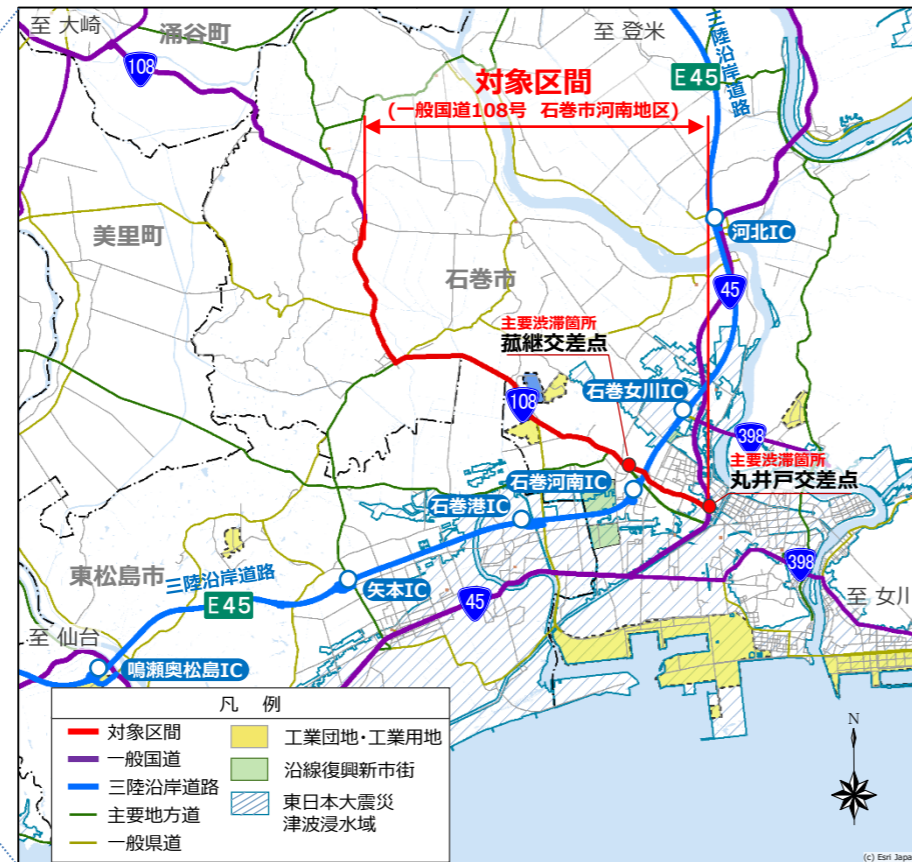 至 大崎
涌谷町
至 登米
三陸沿岸道路
E45
108
対象区間
(一般国道108号 石巻市河南地区)
美里町
河北IC
石巻市
45
主要渋滞箇所
菰継交差点
石巻女川IC
108
398
主要渋滞箇所
丸井戸交差点
石巻河南IC
石巻港IC
東松島市
三陸沿岸道路
E45
矢本IC
45
398
至 女川
至 仙台
鳴瀬奥松島IC
凡 例
対象区間
一般国道
三陸沿岸道路
主要地方道
一般県道
工業団地・工業用地
沿線復興新市街
東日本大震災
津波浸水域
N
(c) Esri Japa